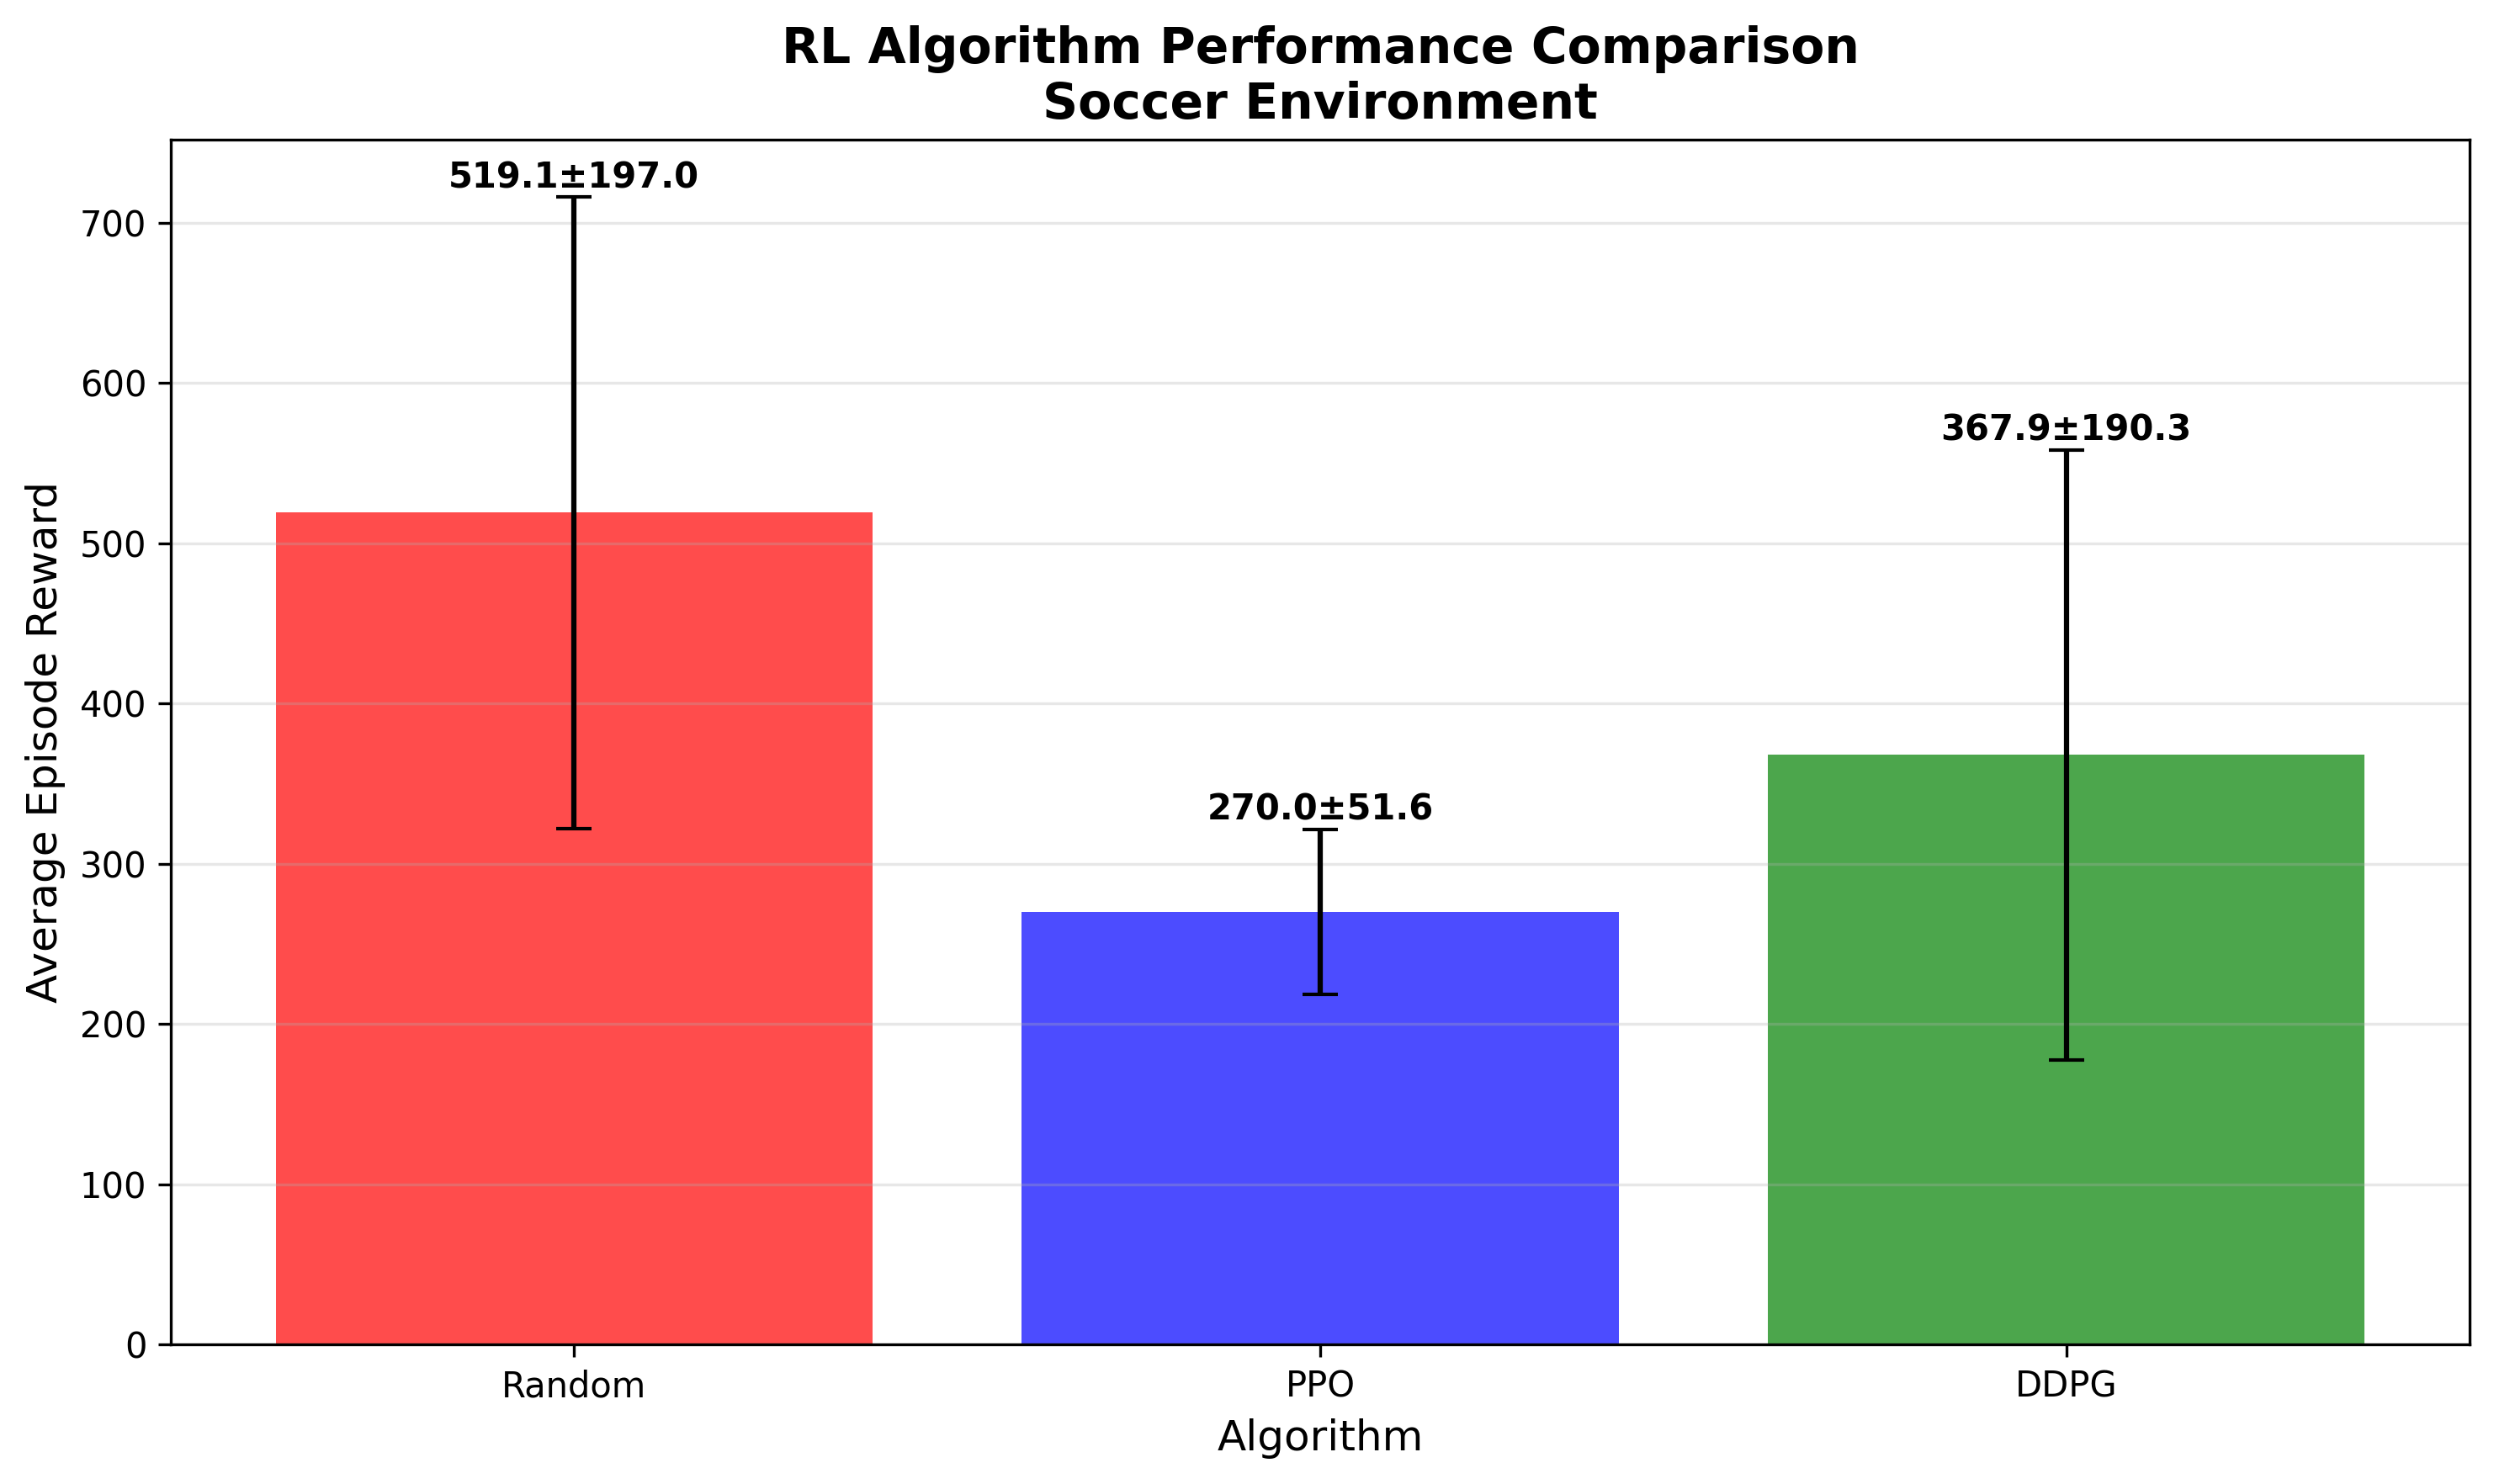 RL Algorithm Performance Comparison
Soccer Environment
519.1±197.0
270.0±51.6
367.9±190.3
Average Episode Reward
700
600
500
400
300
200
100
0
Random
PPO
DDPG
Algorithm